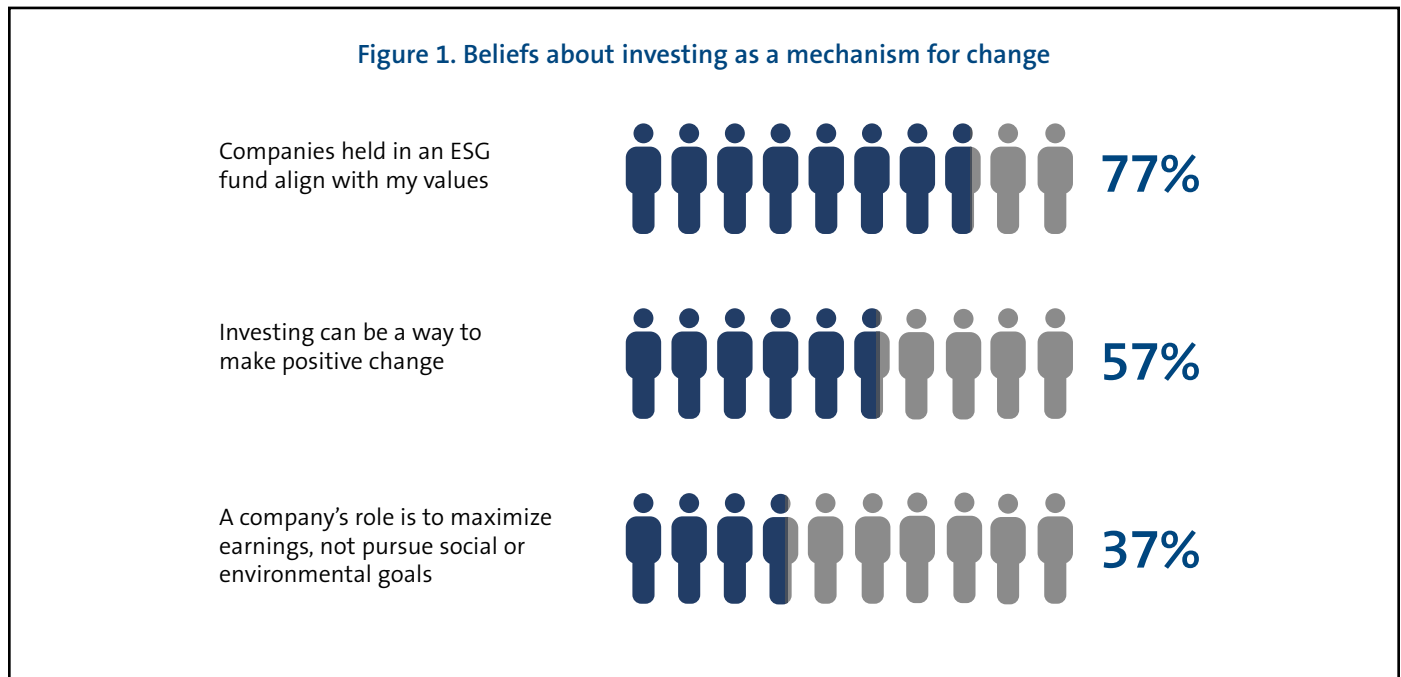 Figure 1. Beliefs about investing as a mechanism for change
Companies held in an ESG
fund align with my values
77%
Investing can be a way to
make positive change
57%
A company’s role is to maximize
earnings, not pursue social or
environmental goals
37%